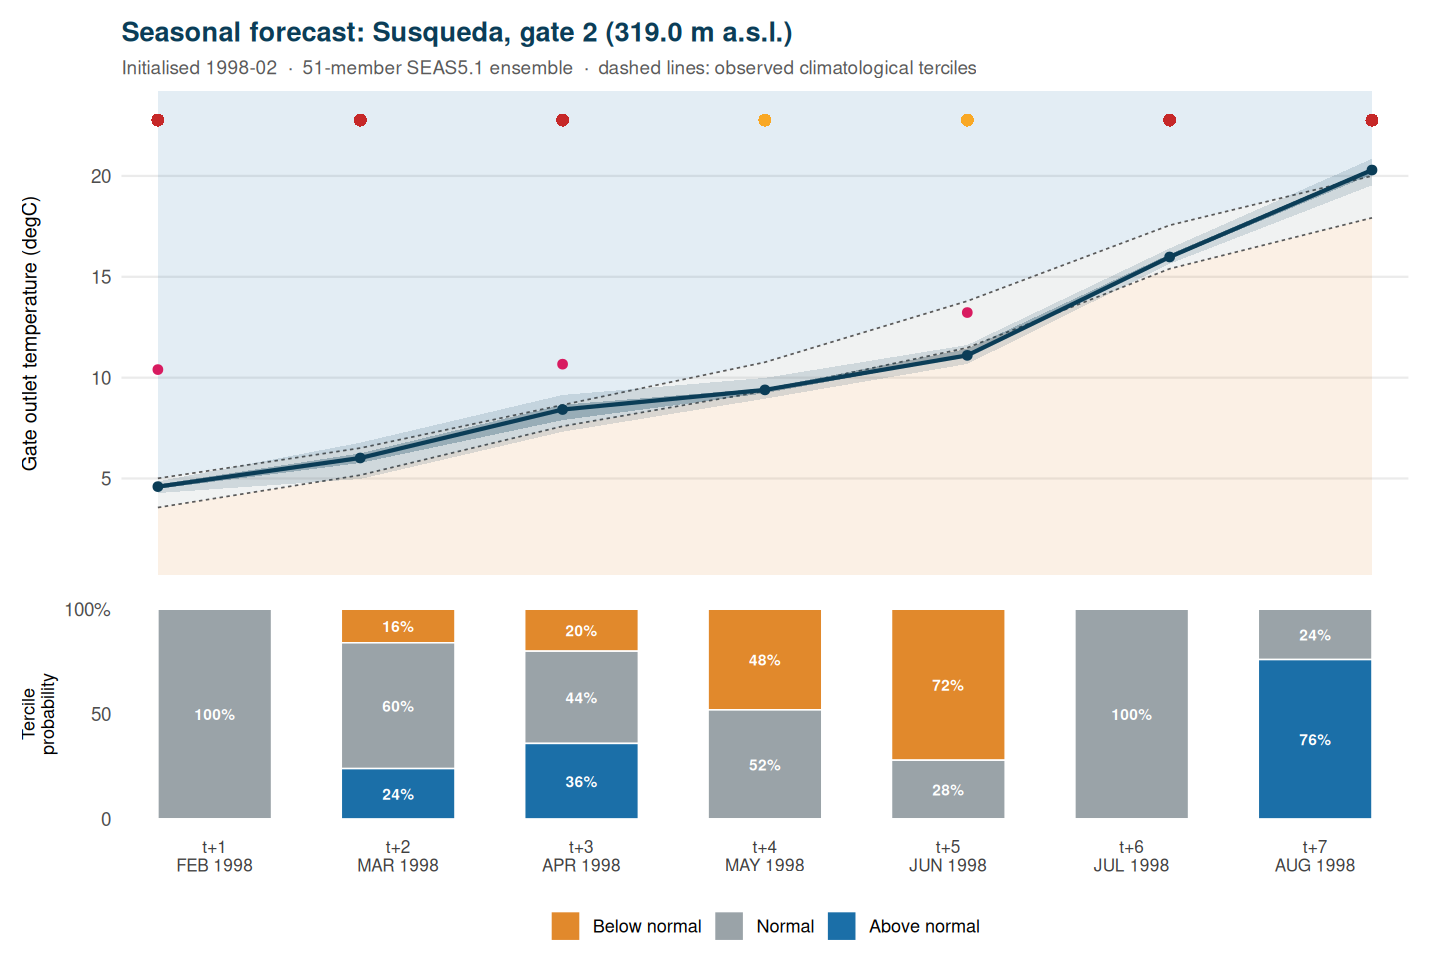 Seasonal forecast: Susqueda, gate 2 (319.0 m a.s.l.)
Initialised 1998-02 · 51-member SEAS5.1 ensemble · dashed lines: observed climatological terciles
Gate outlet temperature (degC)
20
15
10
5
Tercile
probability
100%
50
0
16%
20%
24%
48%
72%
100%
60%
44%
100%
76%
52%
28%
24%
36%
t+1
FEB 1998
t+2
MAR 1998
t+3
APR 1998
t+4
MAY 1998
t+5
JUN 1998
t+6
JUL 1998
t+7
AUG 1998
Below normal
Normal
Above normal